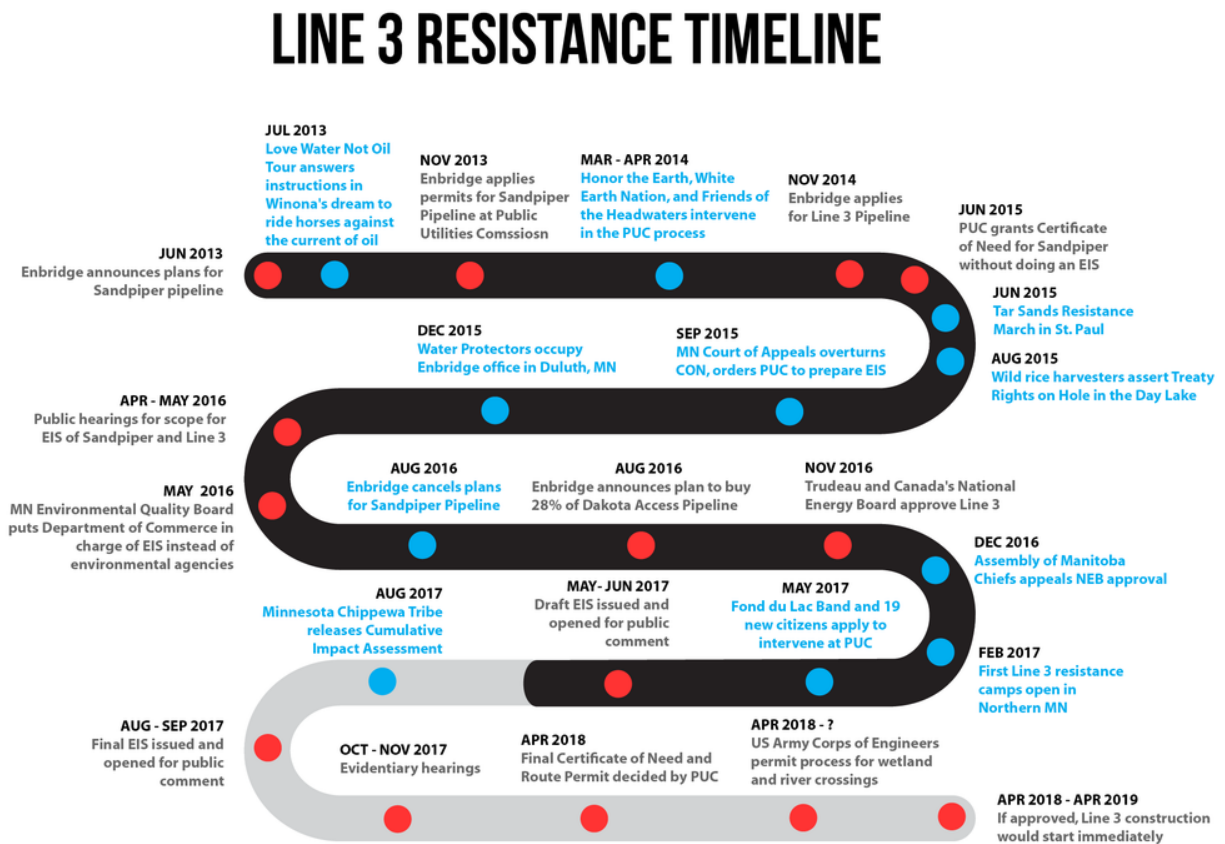 LINE 3 RESISTANCE TIMELINE
JUN 2013
Enbridge announces plans for
Sandpiper pipeline
JUL 2013
Love Water Not Oil
Tour answers
instructions in
Winona's dream to
ride horses against
the current of oil
NOV 2013
Enbridge applies
permits for Sandpiper
Pipeline at Public
Utilities Comssiosn
MAR - APR 2014
Honor the Earth, White
Earth Nation, and Friends of
the Headwaters intervene
in the PUC process
NOV 2014
Enbridge applies
for Line 3 Pipeline
JUN 2015
PUC grants Certificate
of Need for Sandpiper
without doing an EIS
JUN 2015
Tar Sands Resistance
March in St. Paul
AUG 2015
Wild rice harvesters assert Treaty
Rights on Hole in the Day Lake
SEP 2015
MN Court of Appeals overturns
CON, orders PUC to prepare EIS
DEC 2015
Water Protectors occupy
Enbridge office in Duluth, MN
APR - MAY 2016
Public hearings for scope for
EIS of Sandpiper and Line 3
MAY 2016
MN Environmental Quality Board
puts Department of Commerce in
charge of EIS instead of
environmental agencies
AUG 2016
Enbridge cancels plans
for Sandpiper Pipeline
AUG 2016
Enbridge announces plan to buy
28% of Dakota Access Pipeline
NOV 2016
Trudeau and Canada's National
Energy Board approve Line 3
DEC 2016
Assembly of Manitoba
Chiefs appeals NEB approval
FEB 2017
First Line 3 resistance
camps open in
Northern MN
MAY 2017
Fond du Lac Band and 19
new citizens apply to
intervene at PUC
MAY- JUN 2017
Draft EIS issued and
opened for public
comment
AUG 2017
Minnesota Chippewa Tribe
releases Cumulative
Impact Assessment
AUG - SEP 2017
Final EIS issued and
opened for public
comment
OCT - NOV 2017
Evidentiary hearings
APR 2018
Final Certificate of Need and
Route Permit decided by PUC
APR 2018 - ?
US Army Corps of Engineers
permit process for wetland
and river crossings
APR 2018 - APR 2019
If approved, Line 3 construction
would start immediately